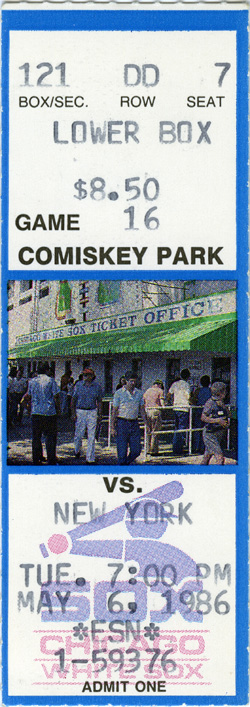 121 DD 7
BOX/SEC. ROW SEAT
LOWER BOX
$8.50
GAME 16
COMISKEY PARK
CHICAGO WHITE SOX TICKET OFFICE
VS.
NEW YORK
TUE. 7:00 PM
SOX
MAY 6, 1986
*ESN*
CHICAGO
1-59376
WHITE SOX
ADMIT ONE